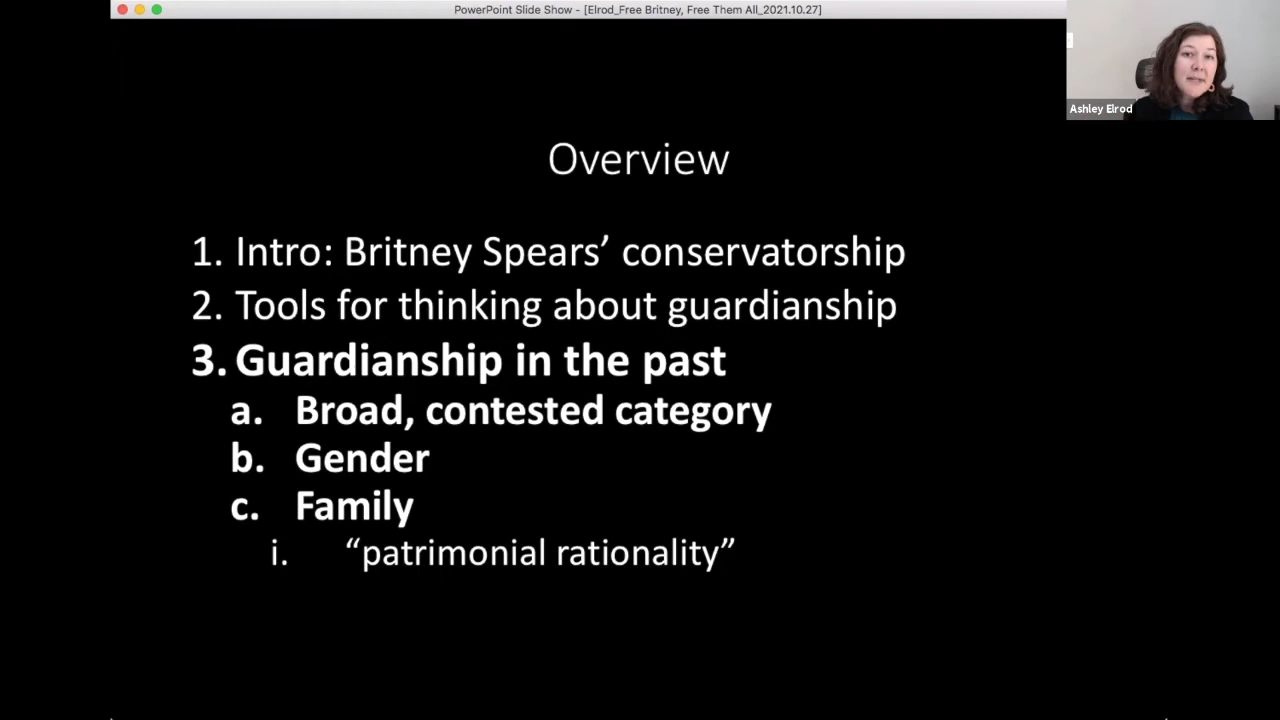 PowerPoint Slide Show - [Elrod_Free Britney, Free Them All_2021.10.27]
Ashley Elrod
Overview
1. Intro: Britney Spears’ conservatorship
2. Tools for thinking about guardianship
3. Guardianship in the past
a. Broad, contested category
b. Gender
c. Family
i. “patrimonial rationality”